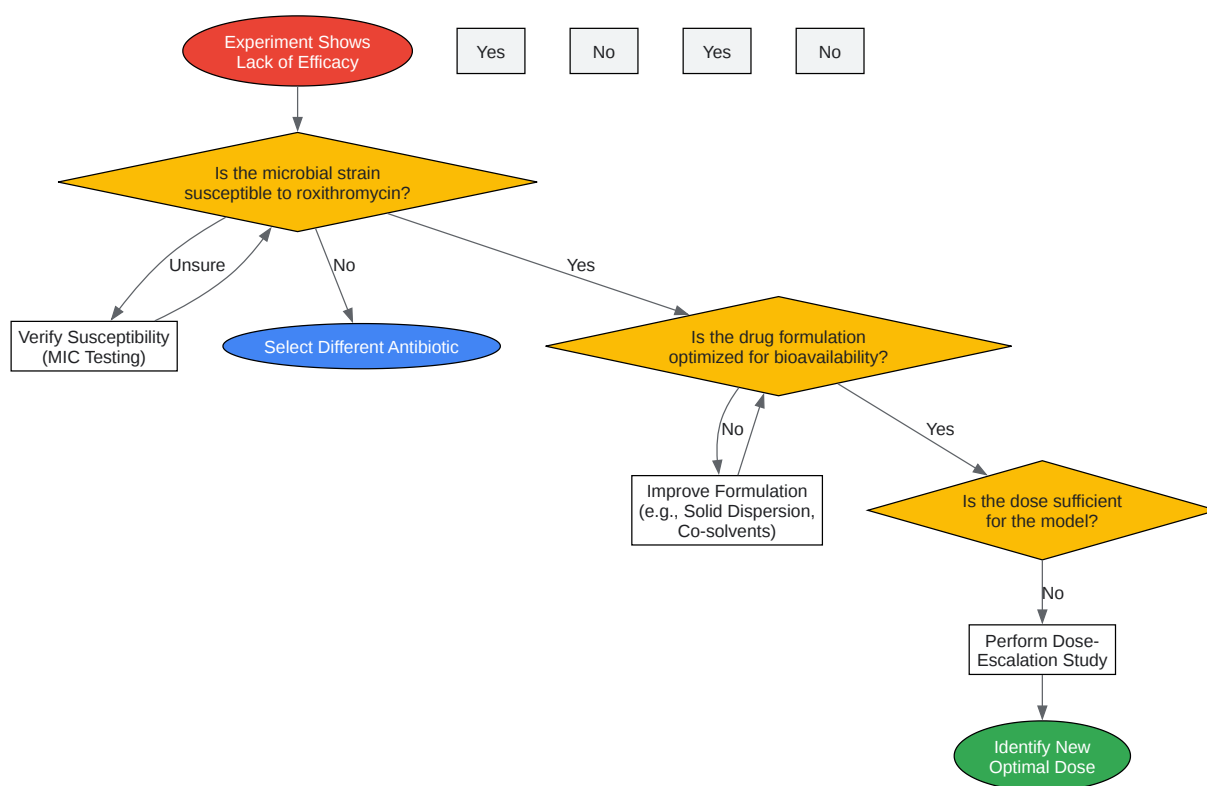 Experiment Shows
Lack of Efficacy
Yes
No
Yes
No
Is the microbial strain
susceptible to roxithromycin?
Unsure
No
Yes
Verify Susceptibility
(MIC Testing)
Select Different Antibiotic
Is the drug formulation
optimized for bioavailability?
No
Yes
Improve Formulation
(e.g., Solid Dispersion,
Co-solvents)
Is the dose sufficient
for the model?
No
Perform Dose-
Escalation Study
Identify New
Optimal Dose